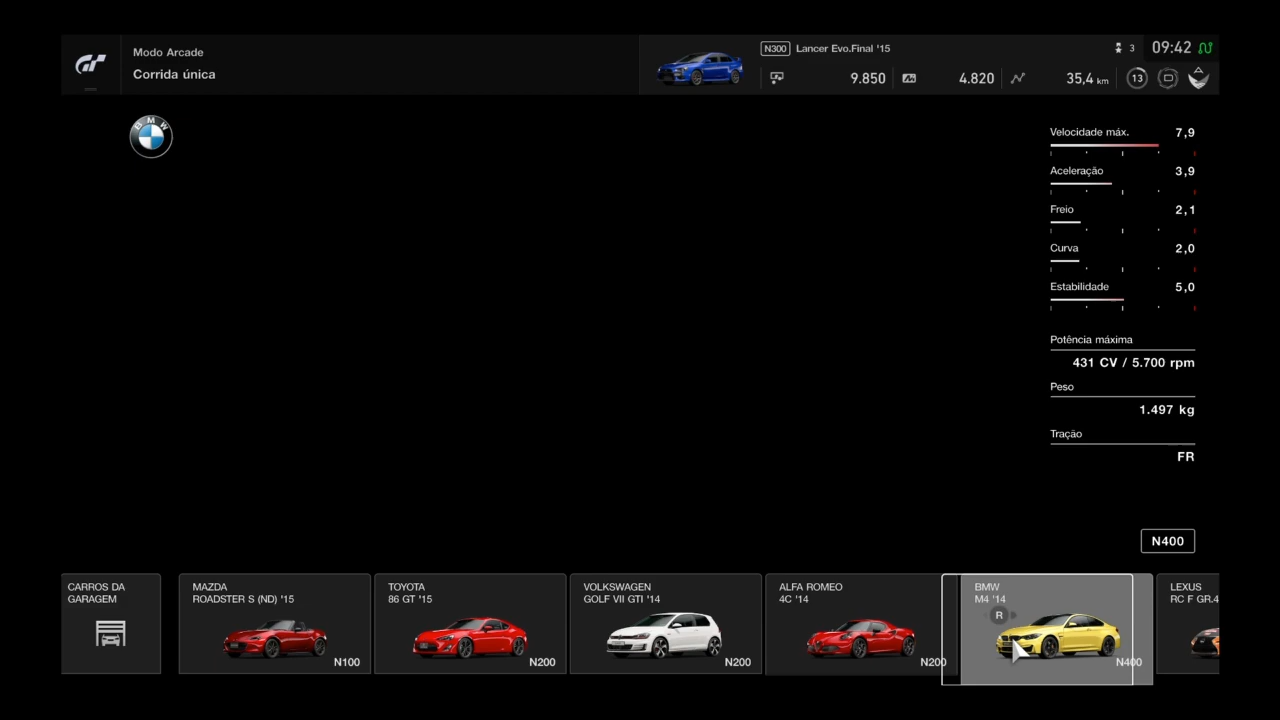 Modo Arcade
Corrida única
N300 Lancer Evo.Final '15
3 09:42
9.850 4.820 35,4 km 13 D
BMW
Velocidade máx. 7,9
Aceleração 3,9
Freio 2,1
Curva 2,0
Estabilidade 5,0
Potência máxima
431 CV / 5.700 rpm
Peso
1.497 kg
Tração
FR
N400
CARROS DA
GARAGEM
MAZDA
ROADSTER S (ND) '15
N100
TOYOTA
86 GT '15
N200
VOLKSWAGEN
GOLF VII GTI '14
N200
ALFA ROMEO
4C '14
N200
BMW
M4 '14
R
N400
LEXUS
RC F GR.4